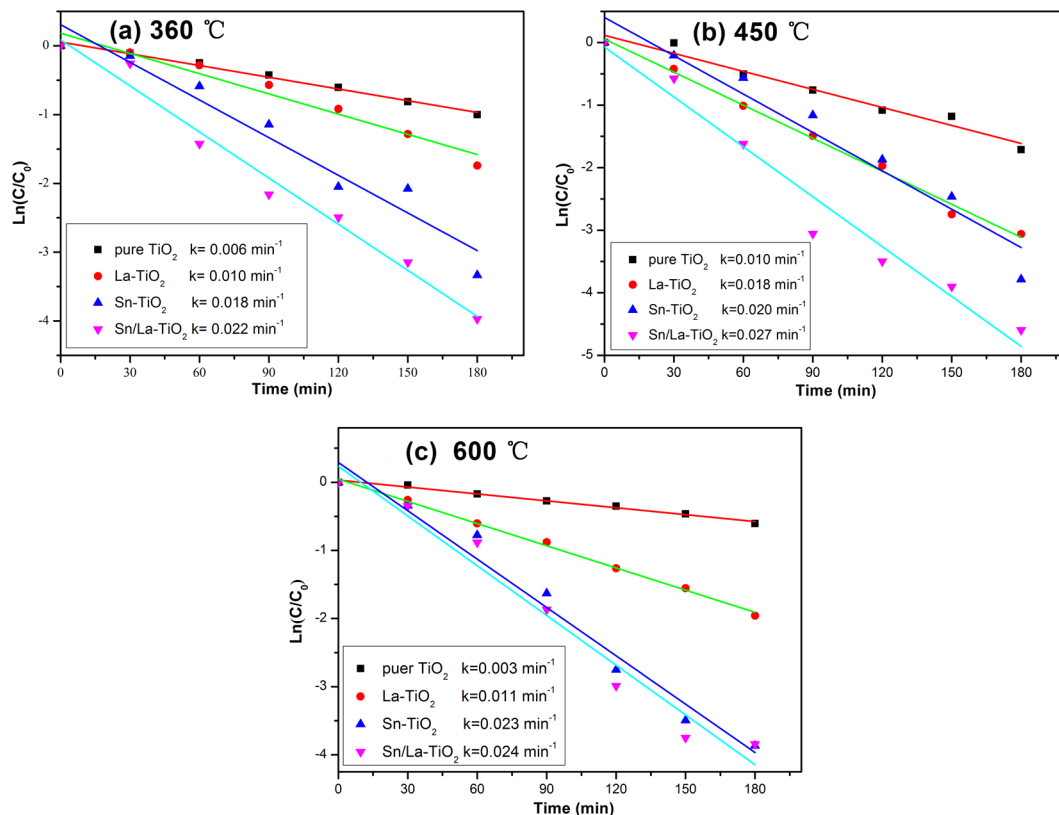 (a) 360 ℃
Ln(C/C₀)
0
-1
-2
-3
-4
pure TiO₂ k= 0.006 min⁻¹
La-TiO₂ k= 0.010 min⁻¹
Sn-TiO₂ k= 0.018 min⁻¹
Sn/La-TiO₂ k= 0.022 min⁻¹
0 30 60 90 120 150 180
Time (min)
(b) 450 ℃
Ln(C/C₀)
0
-1
-2
-3
-4
-5
pure TiO₂ k=0.010 min⁻¹
La-TiO₂ k=0.018 min⁻¹
Sn-TiO₂ k=0.020 min⁻¹
Sn/La-TiO₂ k=0.027 min⁻¹
0 30 60 90 120 150 180
Time (min)
(c) 600 ℃
Ln(C/C₀)
0
-1
-2
-3
-4
puer TiO₂ k=0.003 min⁻¹
La-TiO₂ k=0.011 min⁻¹
Sn-TiO₂ k=0.023 min⁻¹
Sn/La-TiO₂ k=0.024 min⁻¹
0 30 60 90 120 150 180
Time (min)